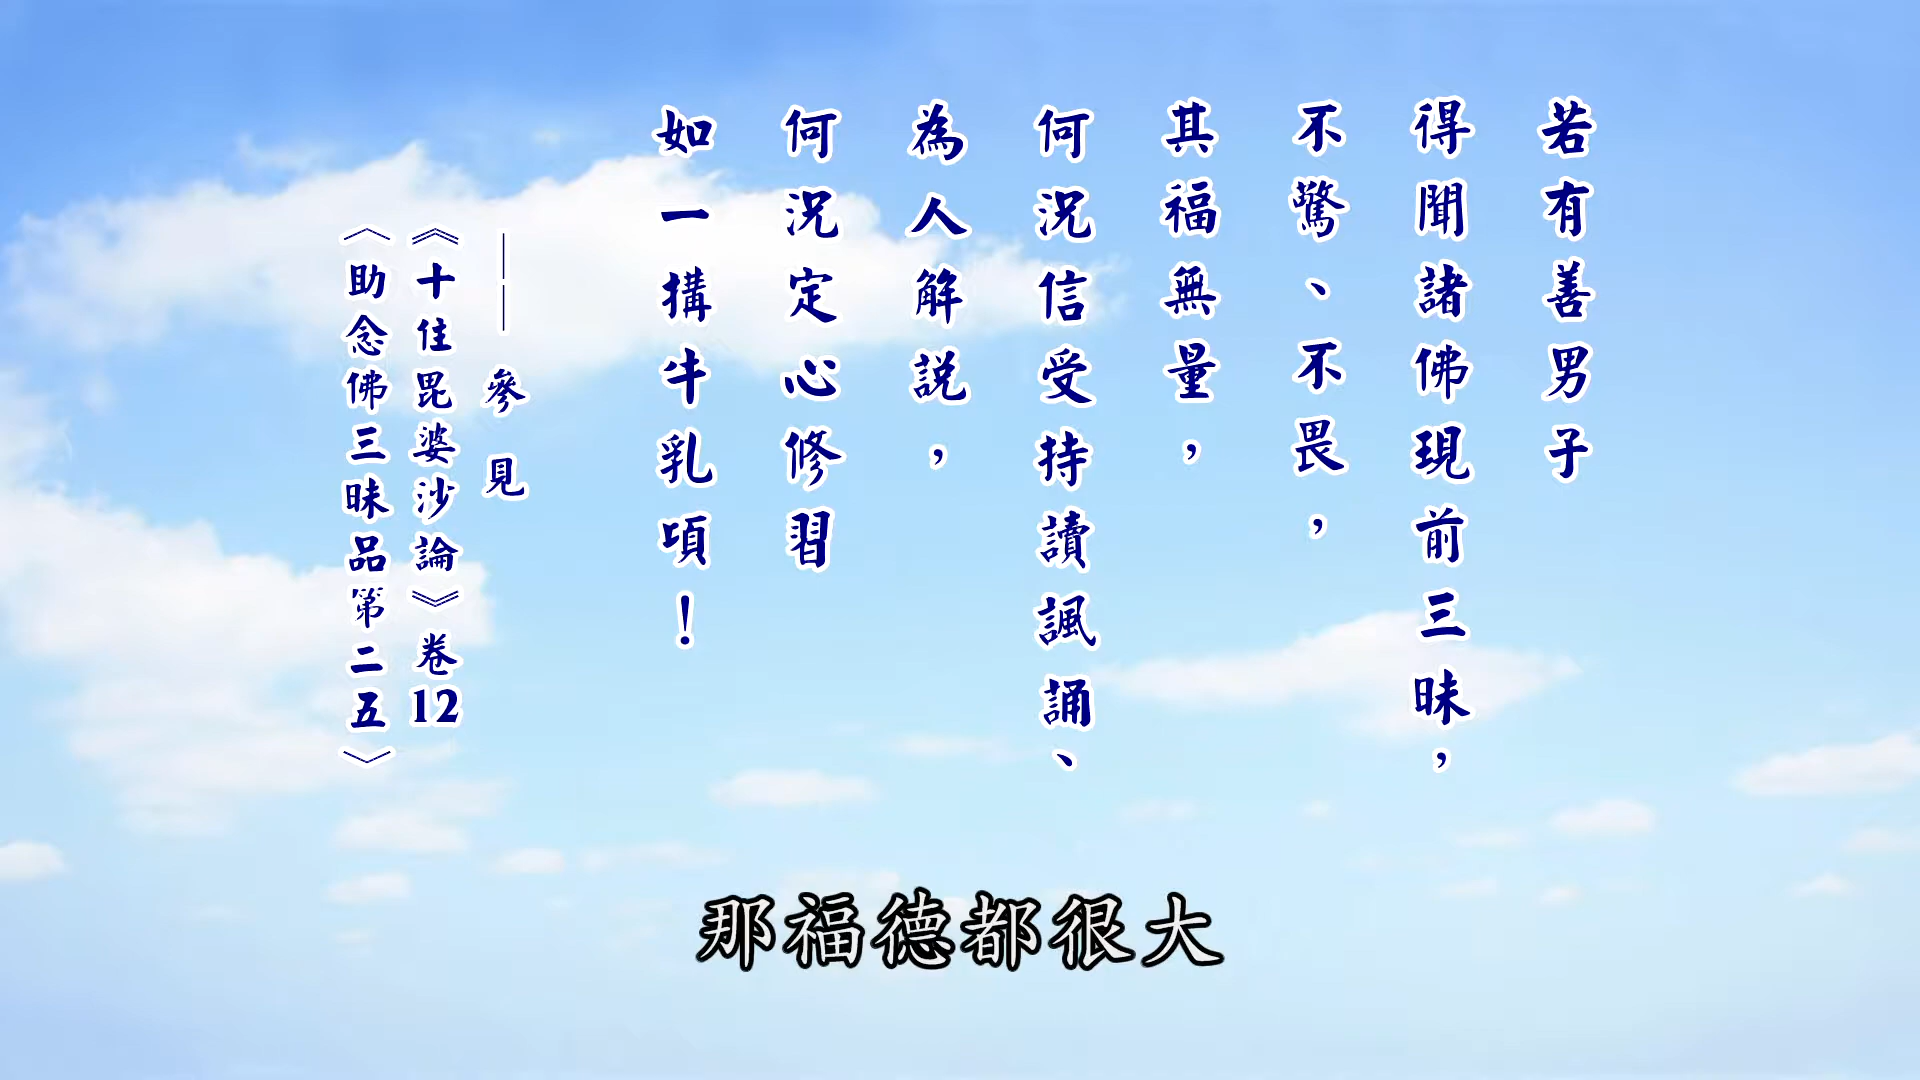 若有善男子
得聞諸佛現前三昧，
不驚、不畏，
其福無量，
何況信受持讀諷誦、
為人解説，
何況定心修習
如一搆牛乳頃！
——參見
《十住毘婆沙論》卷12
〈助念佛三昧品第二五〉
那福德都很大